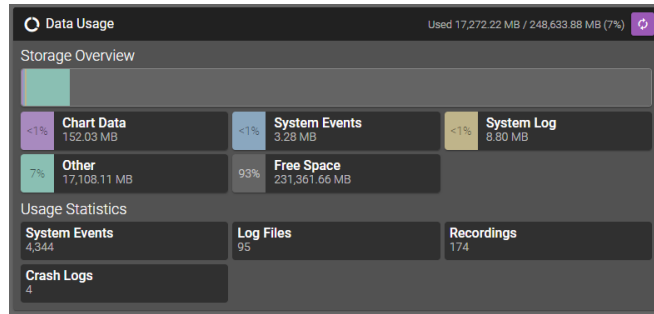 Data Usage
Used 17,272.22 MB / 248,633.88 MB (7%)
Storage Overview
<1%
Chart Data
152.03 MB
<1%
System Events
3.28 MB
<1%
System Log
8.80 MB
7%
Other
17,108.11 MB
93%
Free Space
231,361.66 MB
Usage Statistics
System Events
4,344
Log Files
95
Recordings
174
Crash Logs
4